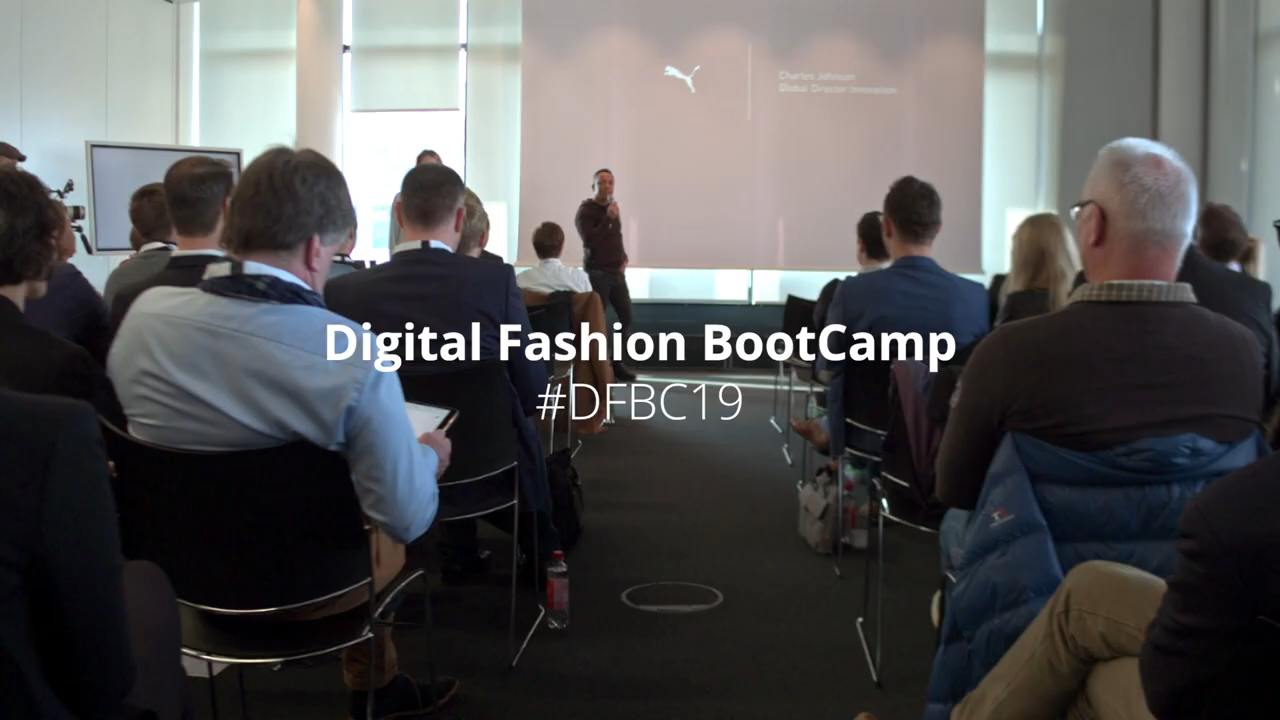 Charles Johnson
Global Director Innovation
Digital Fashion BootCamp
#DFBC19